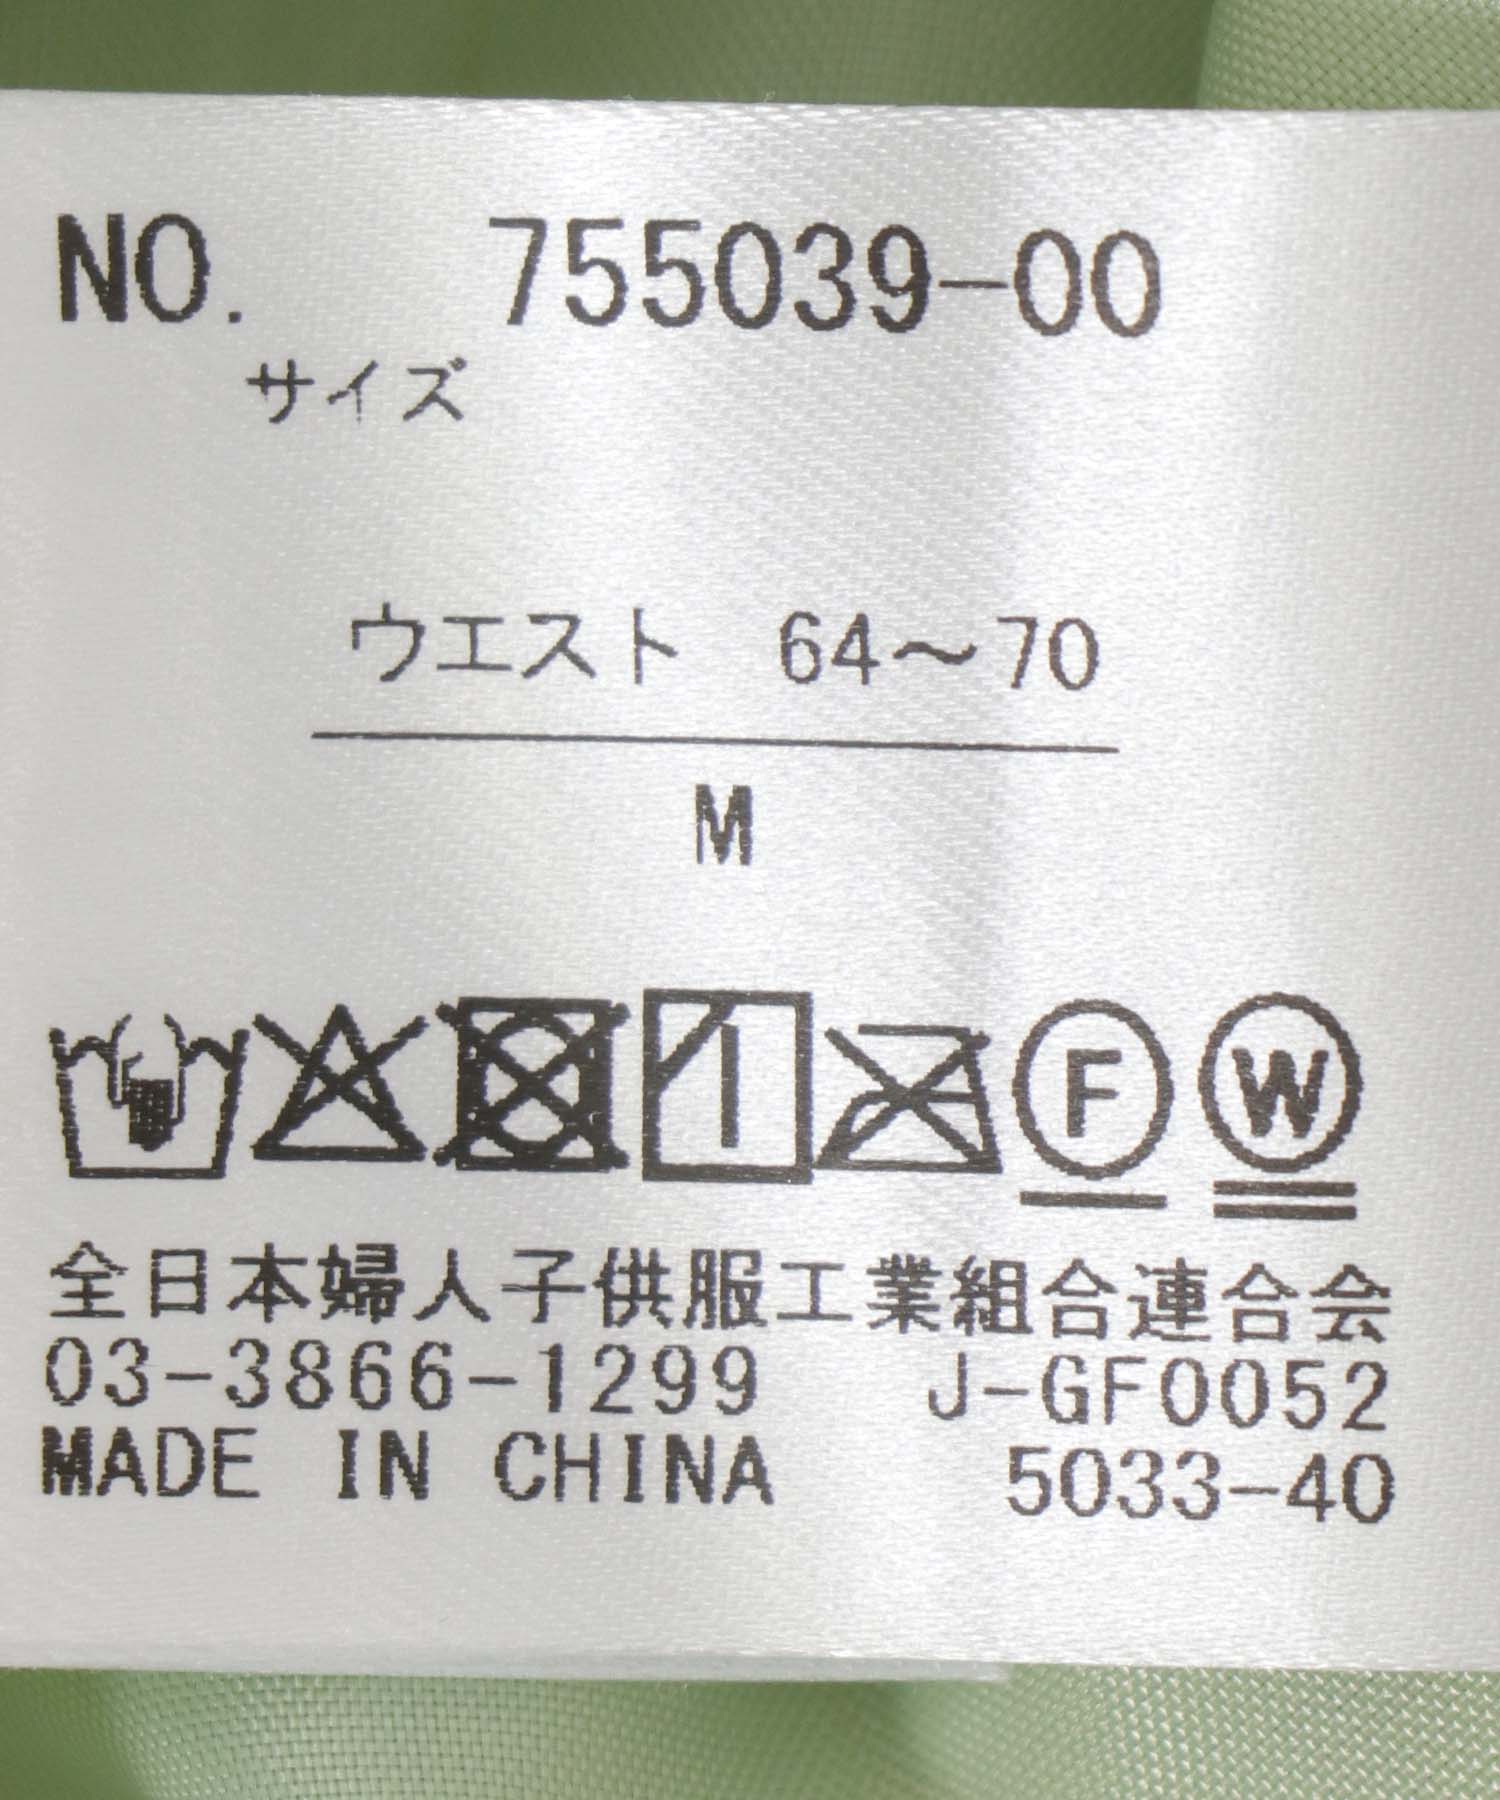 NO. 755039-00
サイズ
ウエスト 64～70
M
F W
全日本婦人子供服工業組合連合会
03-3866-1299 J-GF0052
MADE IN CHINA 5033-40